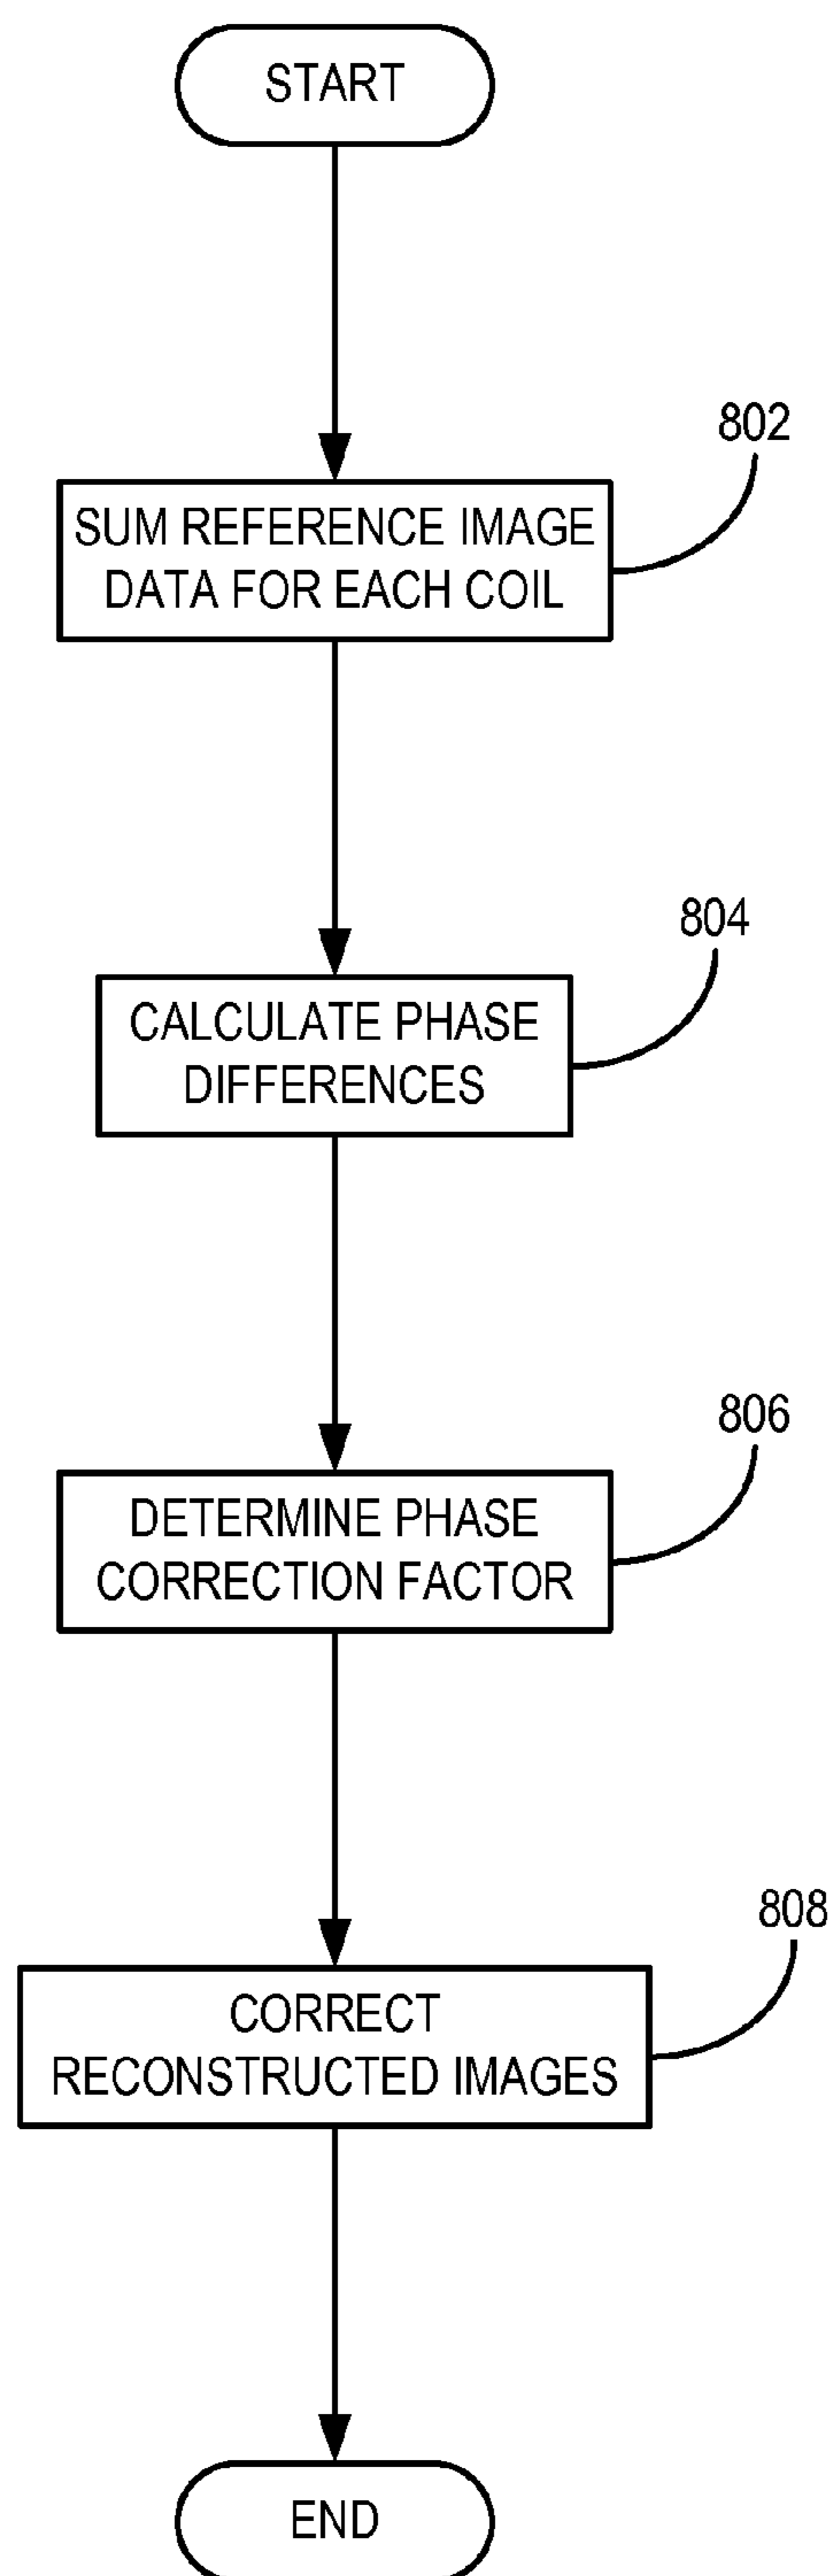 START
802
SUM REFERENCE IMAGE
DATA FOR EACH COIL
804
CALCULATE PHASE
DIFFERENCES
806
DETERMINE PHASE
CORRECTION FACTOR
808
CORRECT
RECONSTRUCTED IMAGES
END